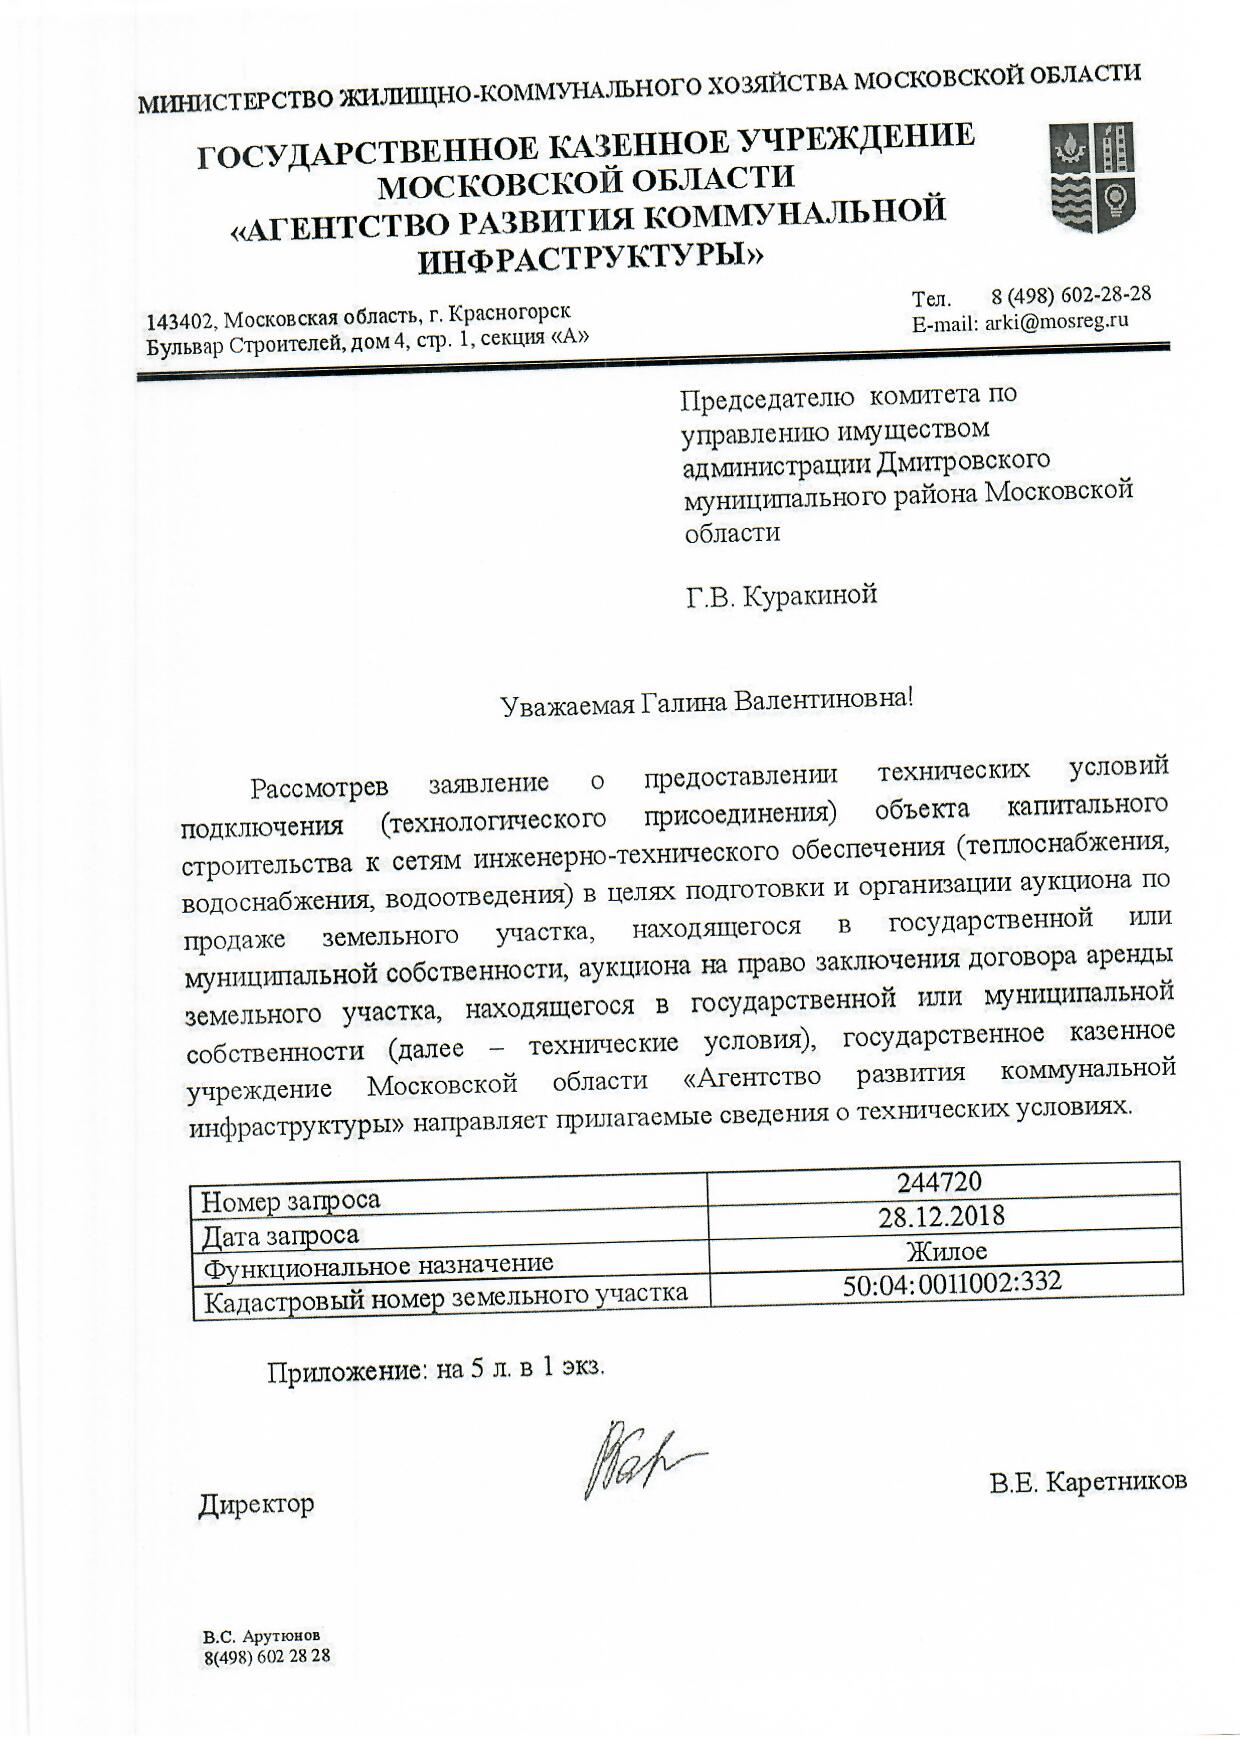 МИНИСТЕРСТВО ЖИЛИЩНО-КОММУНАЛЬНОГО ХОЗЯЙСТВА МОСКОВСКОЙ ОБЛАСТИ
ГОСУДАРСТВЕННОЕ КАЗЕННОЕ УЧРЕЖДЕНИЕ
МОСКОВСКОЙ ОБЛАСТИ
«АГЕНТСТВО РАЗВИТИЯ КОММУНАЛЬНОЙ
ИНФРАСТРУКТУРЫ»
143402, Московская область, г. Красногорск
Бульвар Строителей, дом 4, стр. 1, секция «А»
Тел. 8 (498) 602-28-28
E-mail: arki@mosreg.ru
Председателю комитета по
управлению имуществом
администрации Дмитровского
муниципального района Московской
области
Г.В. Куракиной
Уважаемая Галина Валентиновна!
Рассмотрев заявление о предоставлении технических условий
подключения (технологического присоединения) объекта капитального
строительства к сетям инженерно-технического обеспечения (теплоснабжения,
водоснабжения, водоотведения) в целях подготовки и организации аукциона по
продаже земельного участка, находящегося в государственной или
муниципальной собственности, аукциона на право заключения договора аренды
земельного участка, находящегося в государственной или муниципальной
собственности (далее – технические условия), государственное казенное
учреждение Московской области «Агентство развития коммунальной
инфраструктуры» направляет прилагаемые сведения о технических условиях.
Номер запроса 244720
Дата запроса 28.12.2018
Функциональное назначение Жилое
Кадастровый номер земельного участка 50:04:0011002:332
Приложение: на 5 л. в 1 экз.
Директор В.Е. Каретников
В.С. Арутюнов
8(498) 602 28 28